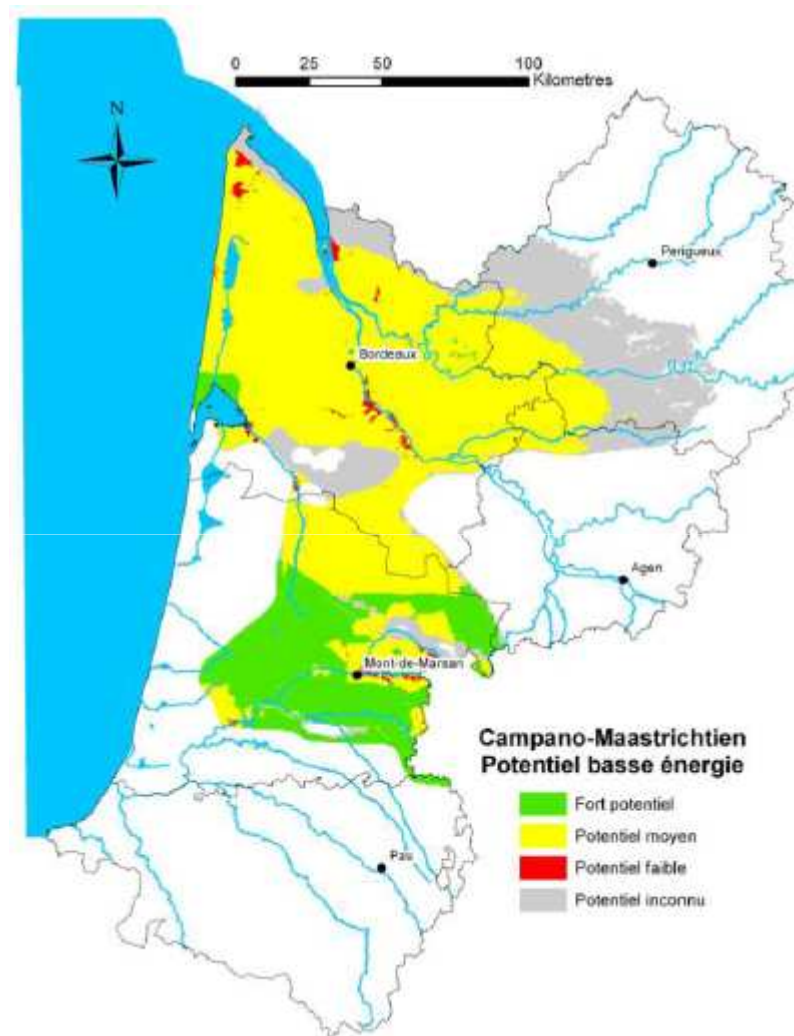 0 25 50 100
Kilometres
N
Perigueux
Bordeaux
Agen
Mont-de-Marsan
Campano-Maastrichtien
Potentiel basse énergie
Fort potentiel
Potentiel moyen
Pau
Potentiel faible
Potentiel inconnu